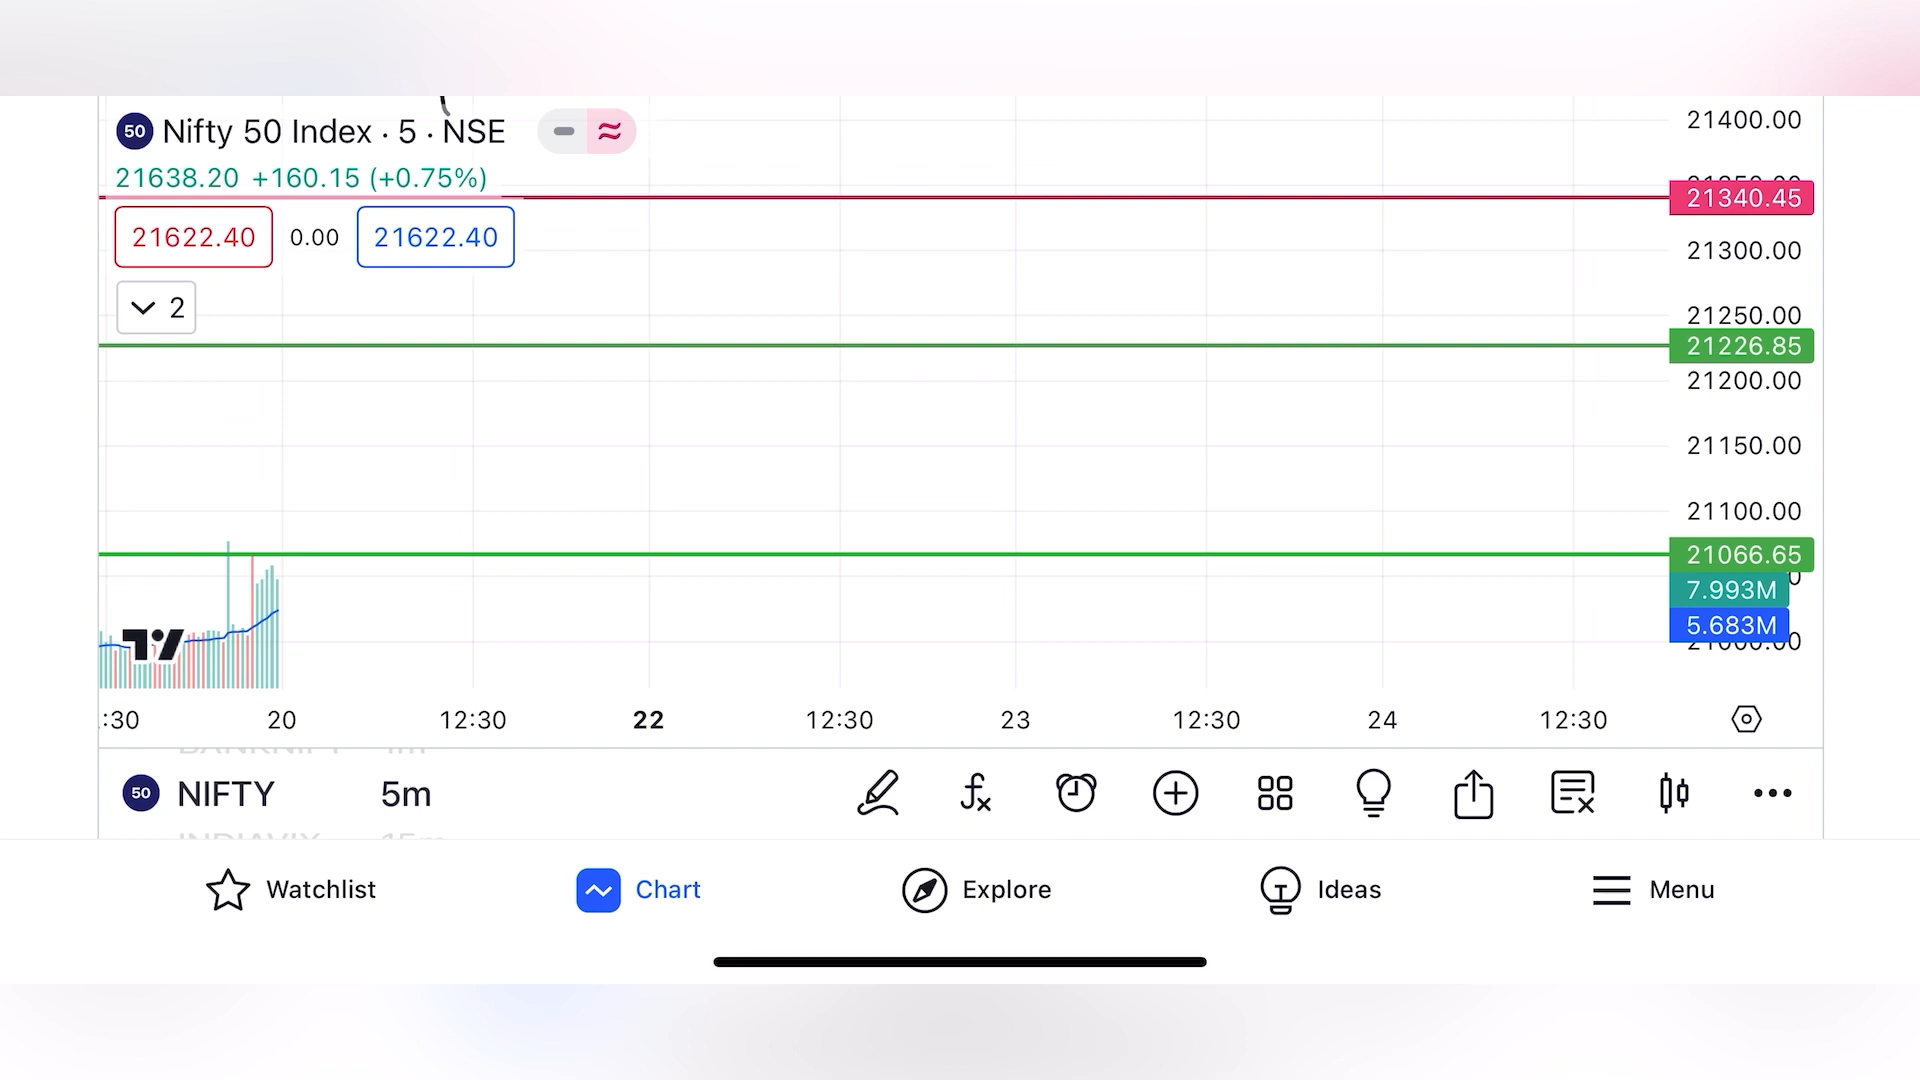 50 Nifty 50 Index · 5 · NSE
21638.20 +160.15 (+0.75%)
21622.40 0.00 21622.40
2
21400.00
21340.45
21300.00
21250.00
21226.85
21200.00
21150.00
21100.00
21066.65
7.993M
5.683M
:30 20 12:30 22 12:30 23 12:30 24 12:30
50 NIFTY 5m
Watchlist Chart Explore Ideas Menu